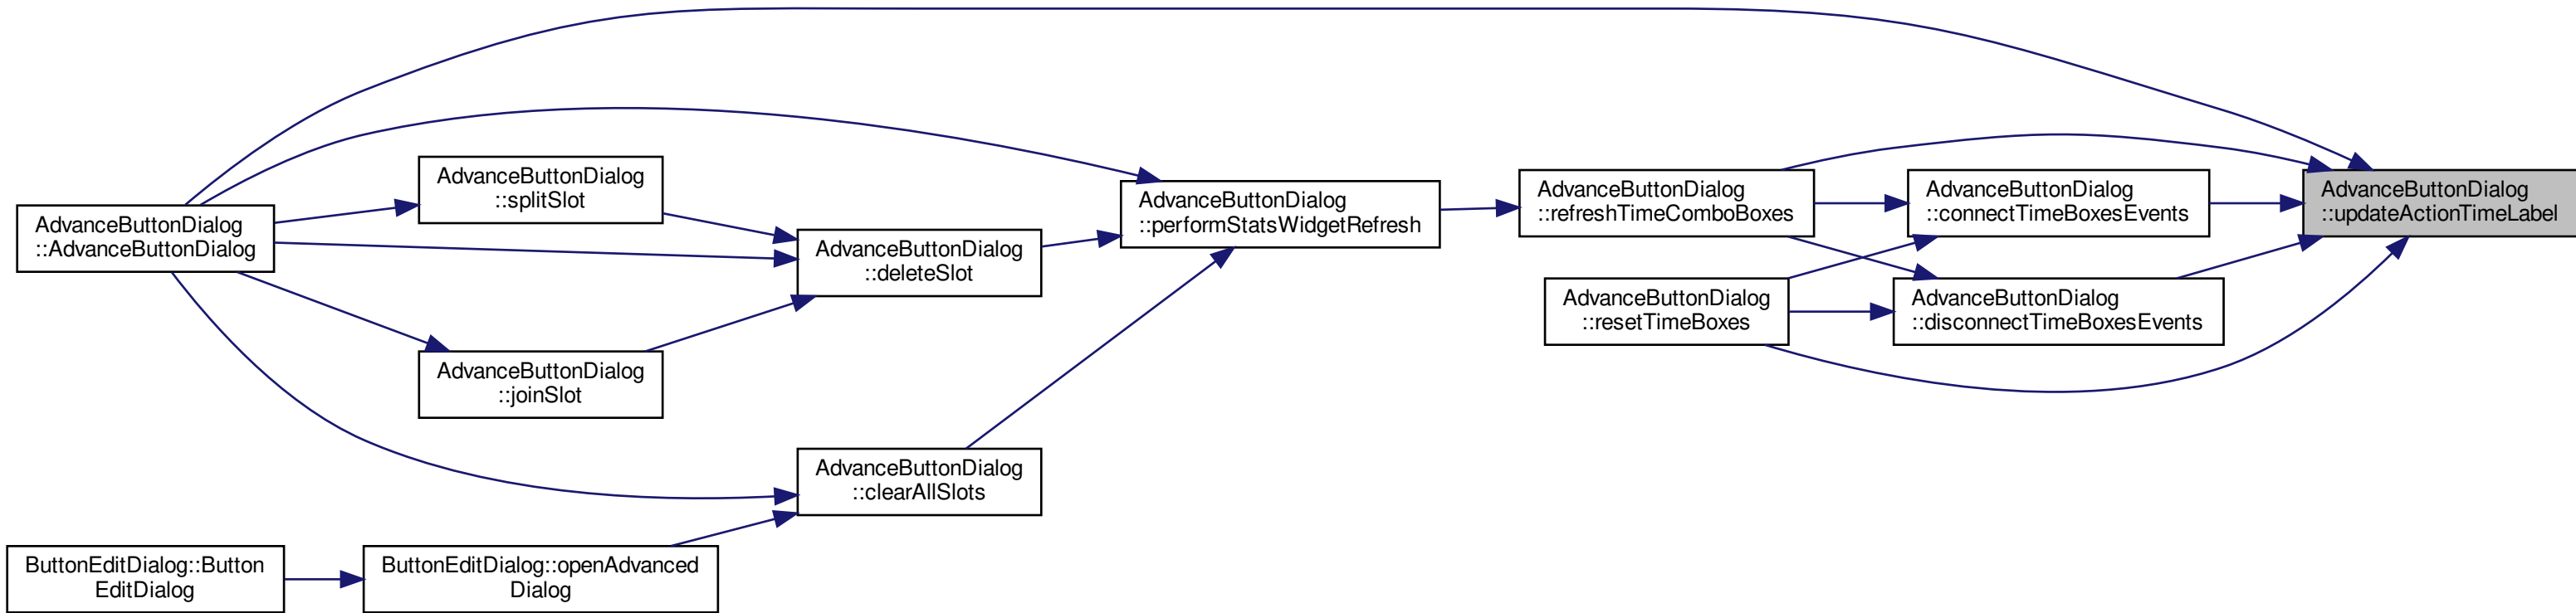 AdvanceButtonDialog
::AdvanceButtonDialog
AdvanceButtonDialog
::splitSlot
AdvanceButtonDialog
::joinSlot
AdvanceButtonDialog
::deleteSlot
AdvanceButtonDialog
::clearAllSlots
ButtonEditDialog::Button
EditDialog
ButtonEditDialog::openAdvanced
Dialog
AdvanceButtonDialog
::performStatsWidgetRefresh
AdvanceButtonDialog
::refreshTimeComboBoxes
AdvanceButtonDialog
::resetTimeBoxes
AdvanceButtonDialog
::connectTimeBoxesEvents
AdvanceButtonDialog
::disconnectTimeBoxesEvents
AdvanceButtonDialog
::updateActionTimeLabel